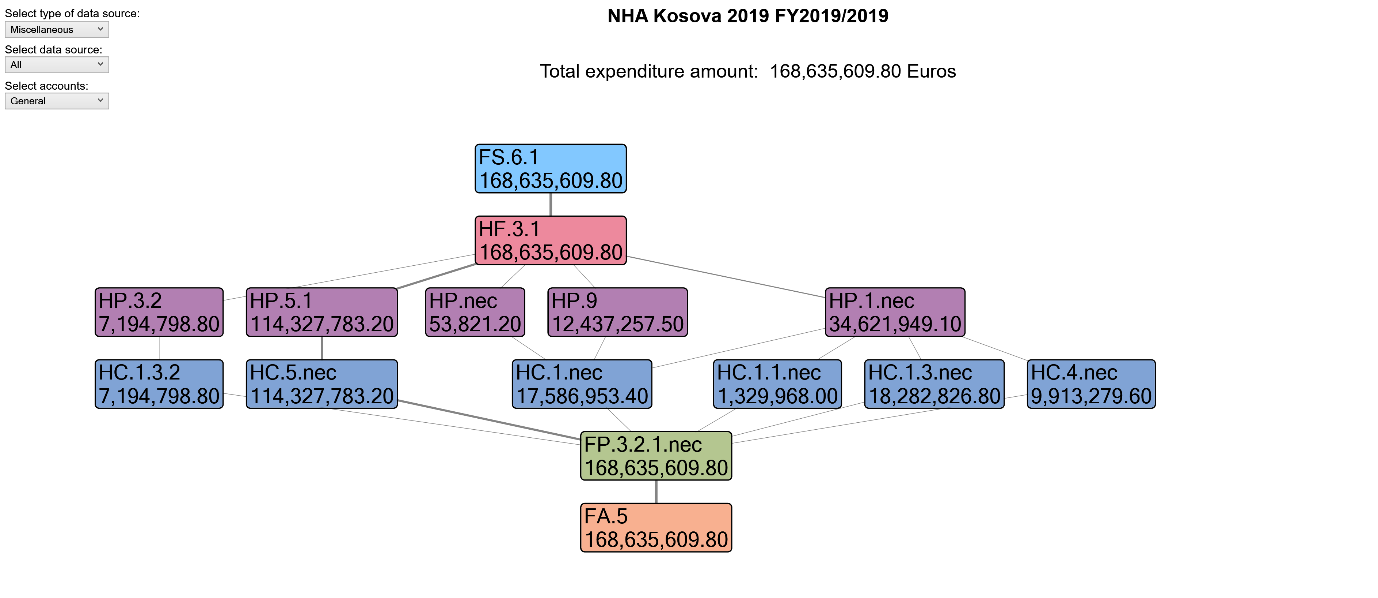 Select type of data source:
Miscellaneous
Select data source:
All
Select accounts:
General
NHA Kosova 2019 FY2019/2019
Total expenditure amount: 168,635,609.80 Euros
FS.6.1
168,635,609.80
HF.3.1
168,635,609.80
HP.3.2
7,194,798.80
HP.5.1
114,327,783.20
HP.nec
53,821.20
HP.9
12,437,257.50
HP.1.nec
34,621,949.10
HC.1.3.2
7,194,798.80
HC.5.nec
114,327,783.20
HC.1.nec
17,586,953.40
HC.1.1.nec
1,329,968.00
HC.1.3.nec
18,282,826.80
HC.4.nec
9,913,279.60
FP.3.2.1.nec
168,635,609.80
FA.5
168,635,609.80